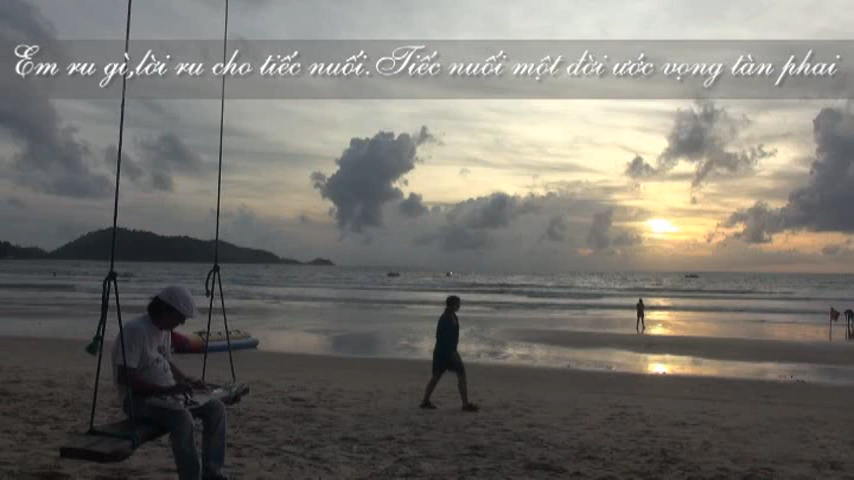 Em ru gì,lời ru cho tiếc nuối.Tiếc nuối một đời ước vọng tàn phai